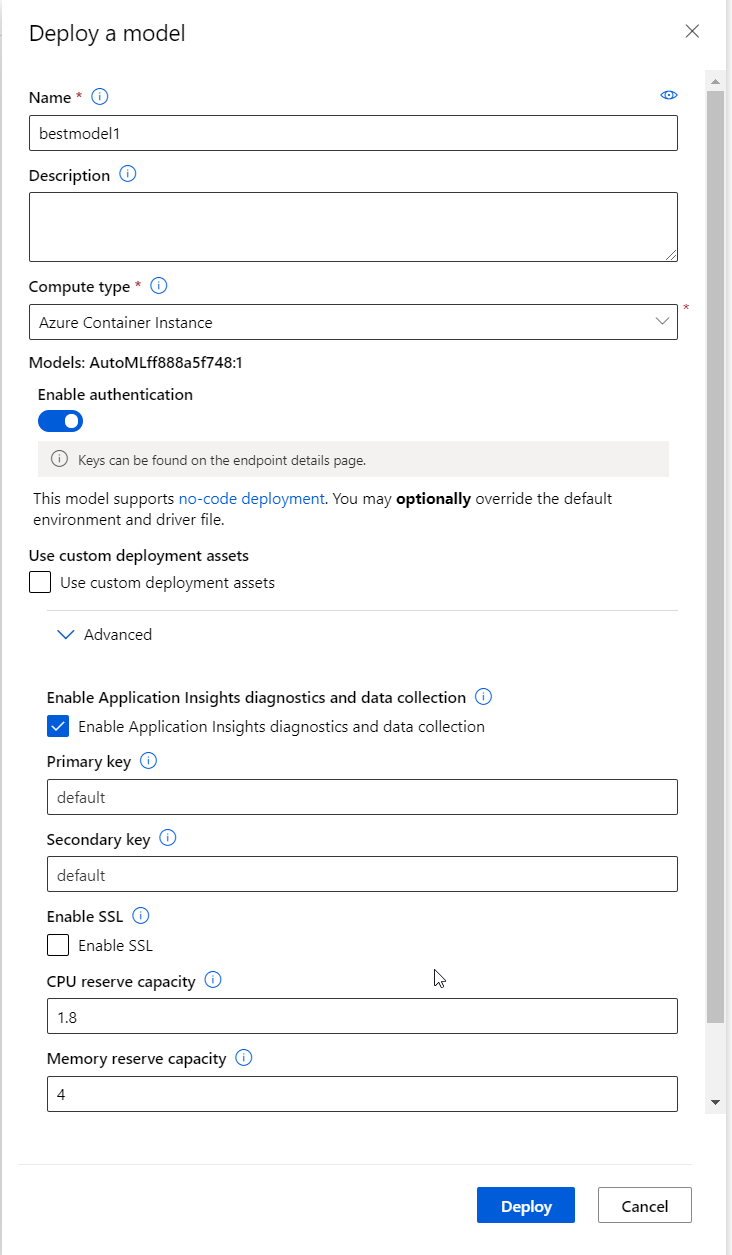 Deploy a model
Name *
bestmodel1
Description
Compute type *
Azure Container Instance
*
Models: AutoMLff888a5f748:1
Enable authentication
Keys can be found on the endpoint details page.
This model supports no-code deployment. You may optionally override the default
environment and driver file.
Use custom deployment assets
Use custom deployment assets
Advanced
Enable Application Insights diagnostics and data collection
Enable Application Insights diagnostics and data collection
Primary key
default
Secondary key
default
Enable SSL
Enable SSL
CPU reserve capacity
1.8
Memory reserve capacity
4
Deploy
Cancel